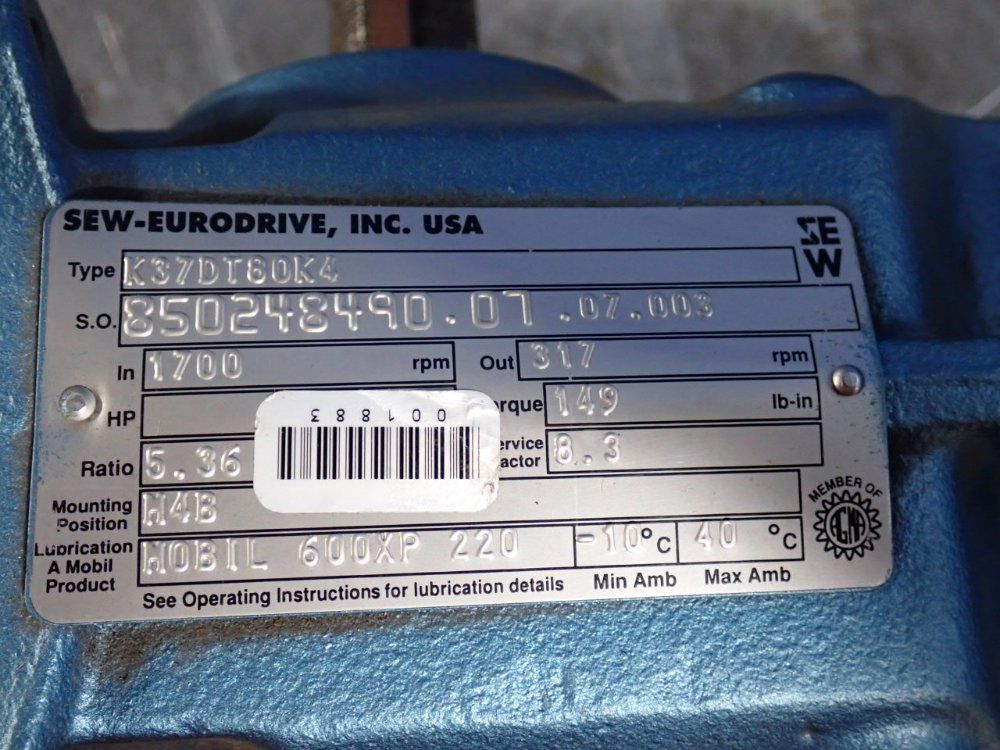 SEW-EURODRIVE, INC. USA
SE
W
Type K37DT80K4
S.O. 850248490.07.07.003
In 1700 rpm Out 317 rpm
HP orque 149 lb-in
001883
Ratio 5.36 ervice actor 8.3
Mounting Position M4B
MEMBER OF
AGMA
Lubrication A Mobil Product MOBIL 600XP 220 -10°C 40 °C
See Operating Instructions for lubrication details Min Amb Max Amb